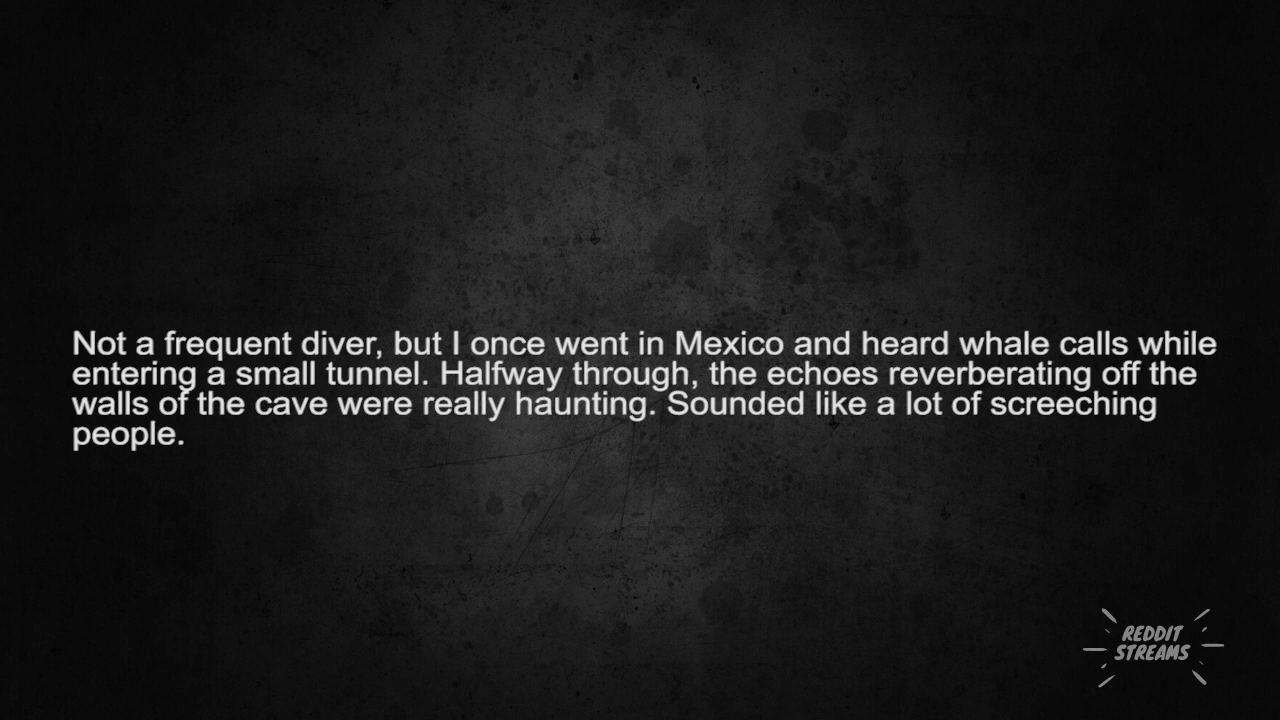 Not a frequent diver, but I once went in Mexico and heard whale calls while
entering a small tunnel. Halfway through, the echoes reverberating off the
walls of the cave were really haunting. Sounded like a lot of screeching
people.
REDDIT
STREAMS